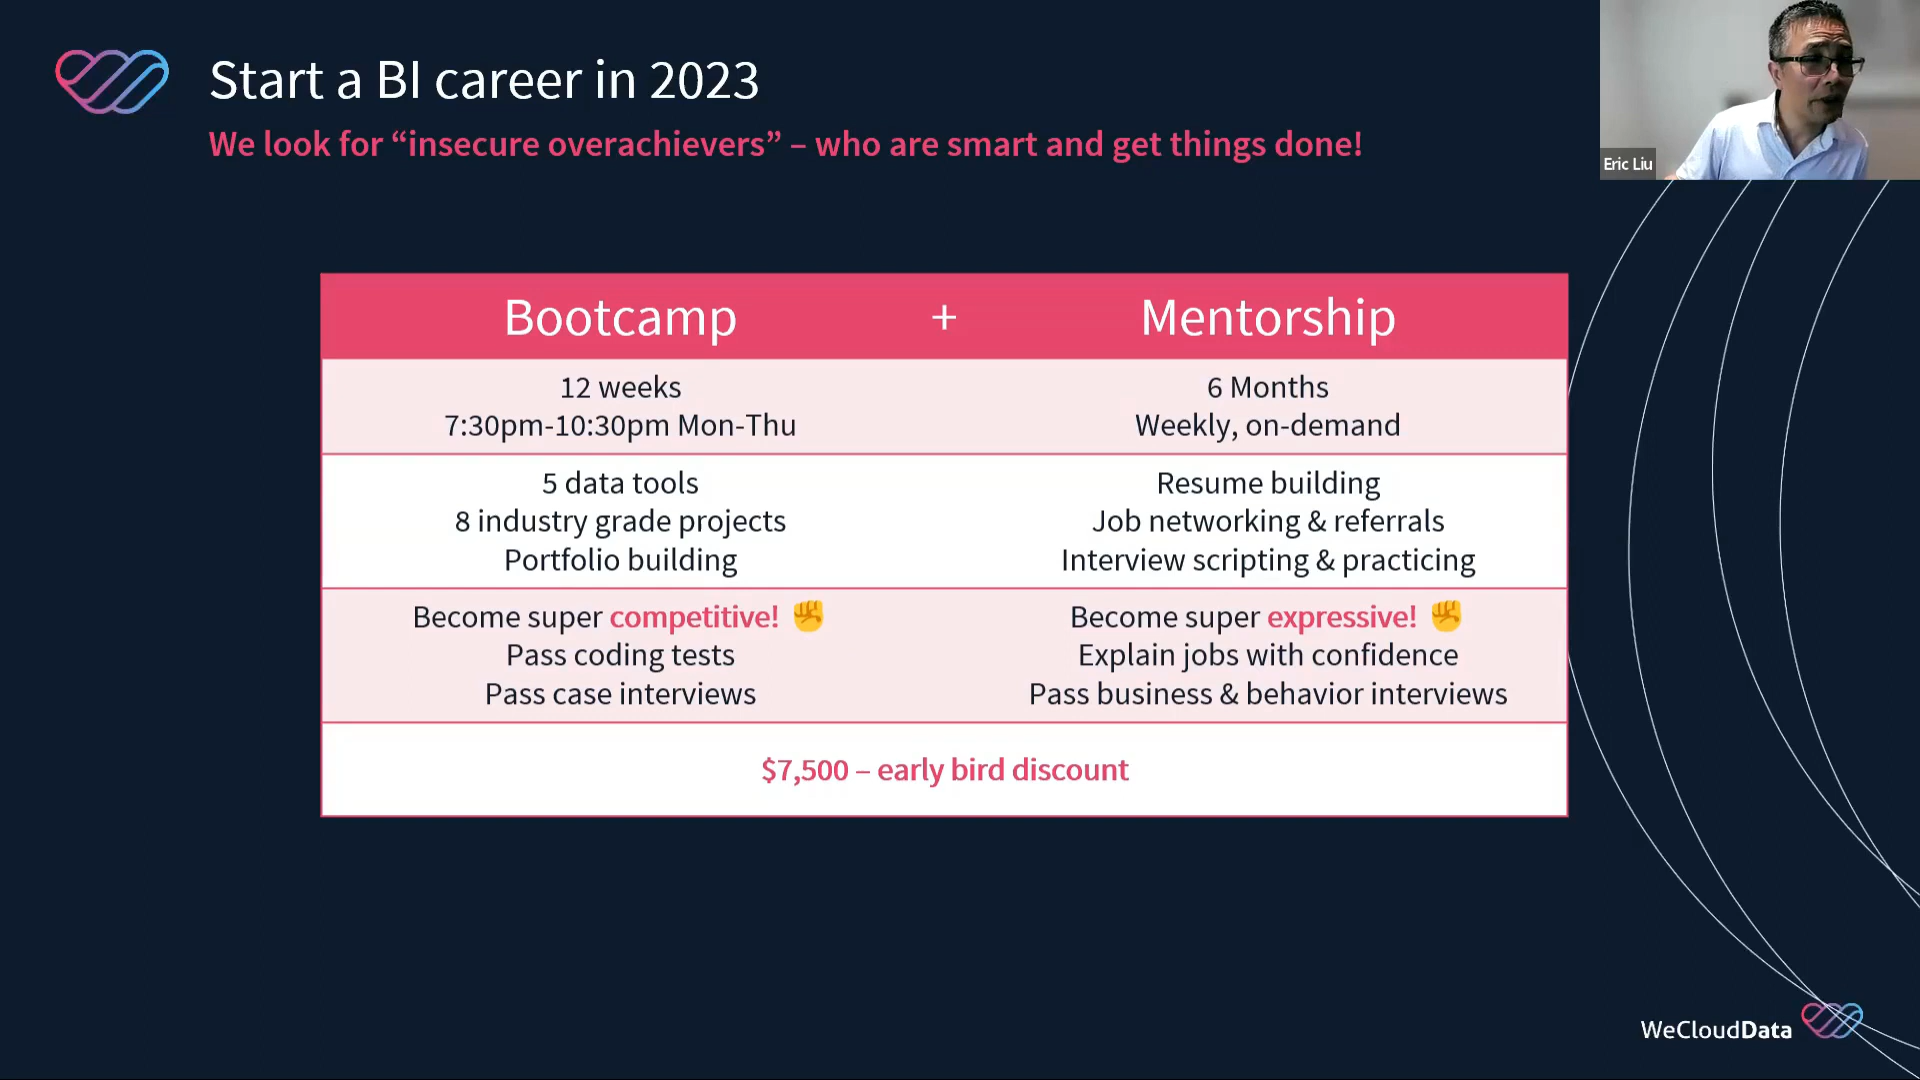 Start a BI career in 2023
We look for “insecure overachievers” – who are smart and get things done!
Eric Liu
Bootcamp + Mentorship
12 weeks
7:30pm-10:30pm Mon-Thu
6 Months
Weekly, on-demand
5 data tools
8 industry grade projects
Portfolio building
Resume building
Job networking & referrals
Interview scripting & practicing
Become super competitive! ✊
Pass coding tests
Pass case interviews
Become super expressive! ✊
Explain jobs with confidence
Pass business & behavior interviews
$7,500 – early bird discount
WeCloudData